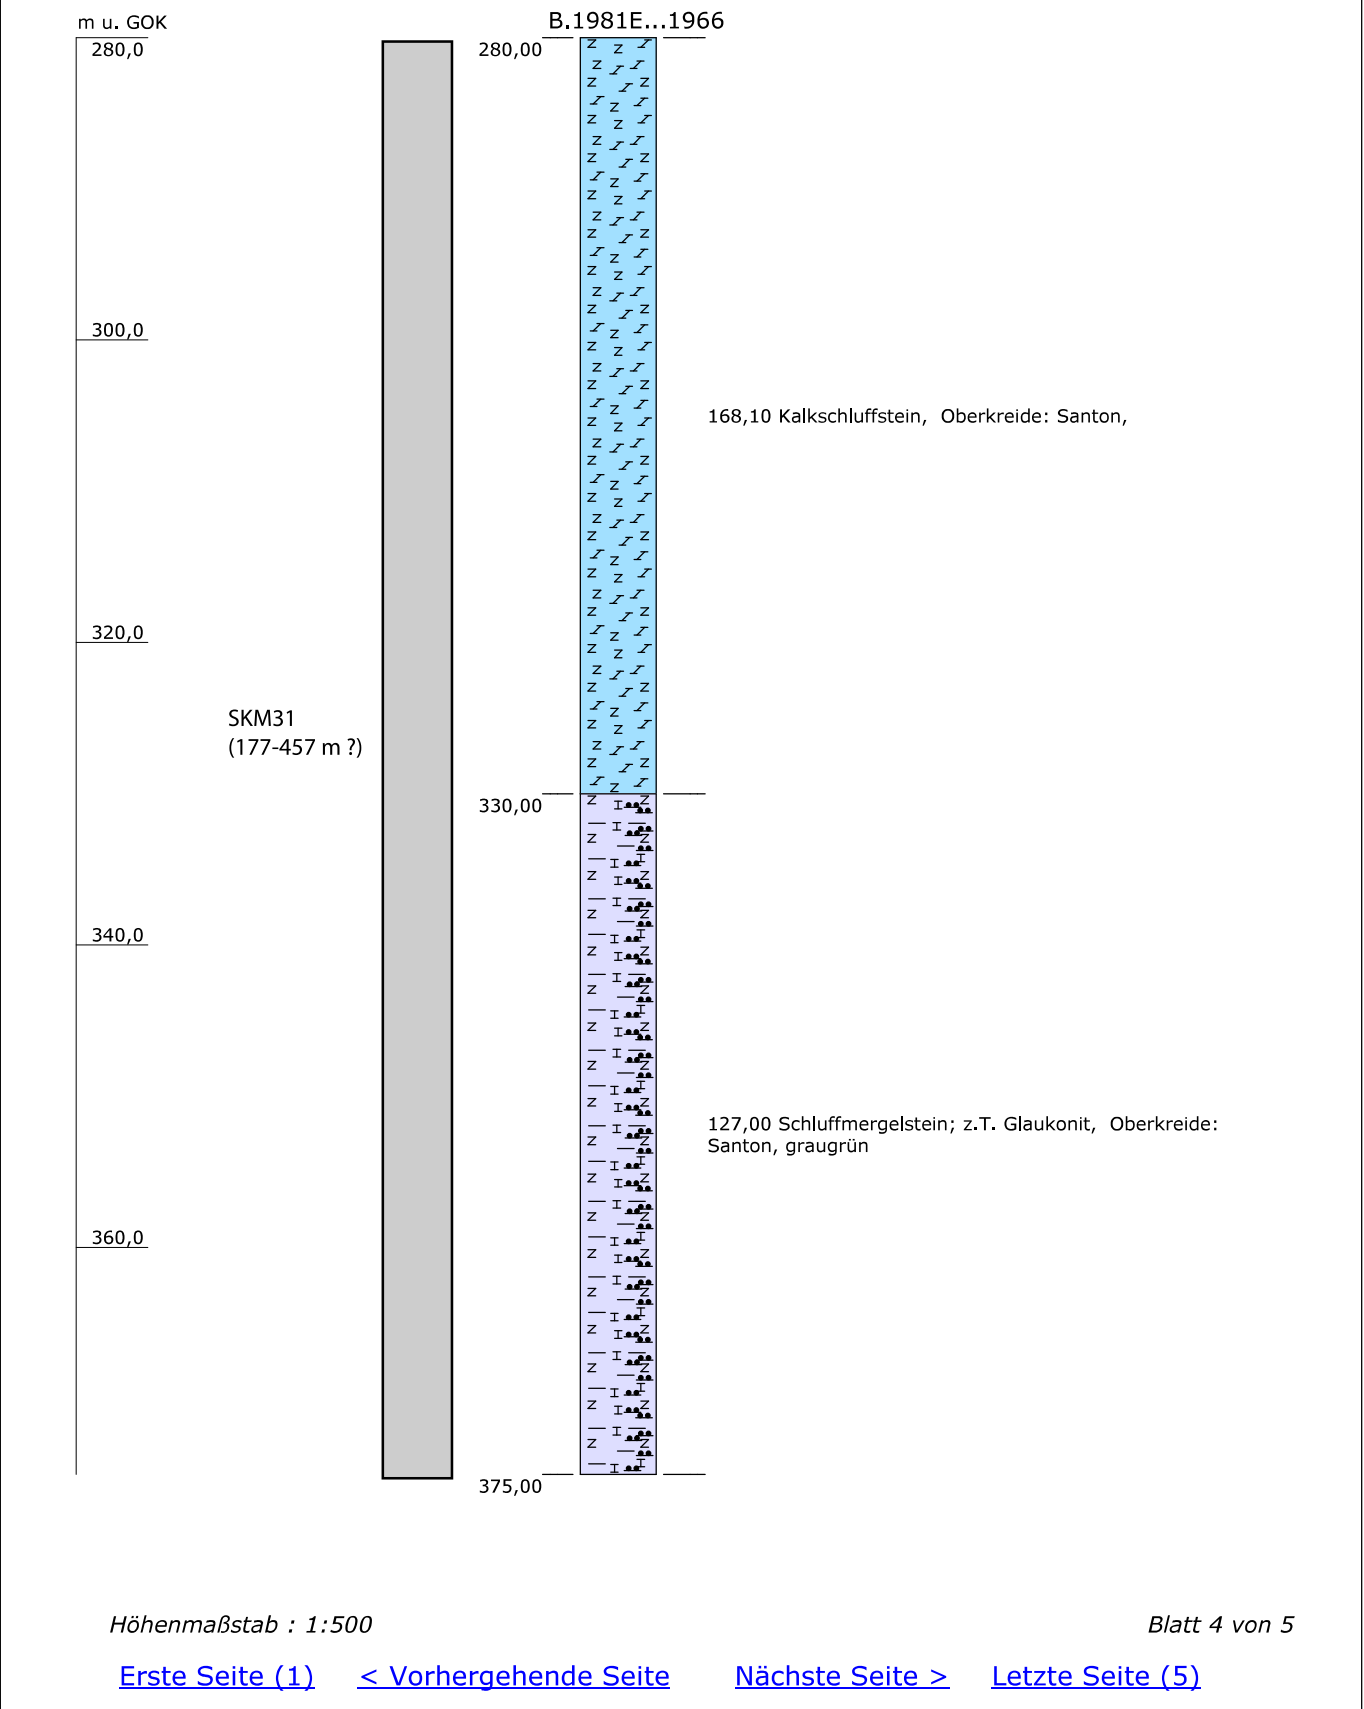 m u. GOK
B.1981E...1966
280,0
280,00
300,0
168,10 Kalkschluffstein, Oberkreide: Santon,
320,0
SKM31
(177-457 m ?)
330,00
340,0
127,00 Schluffmergelstein; z.T. Glaukonit, Oberkreide:
Santon, graugrün
360,0
375,00
Höhenmaßstab : 1:500
Blatt 4 von 5
Erste Seite (1) < Vorhergehende Seite Nächste Seite > Letzte Seite (5)